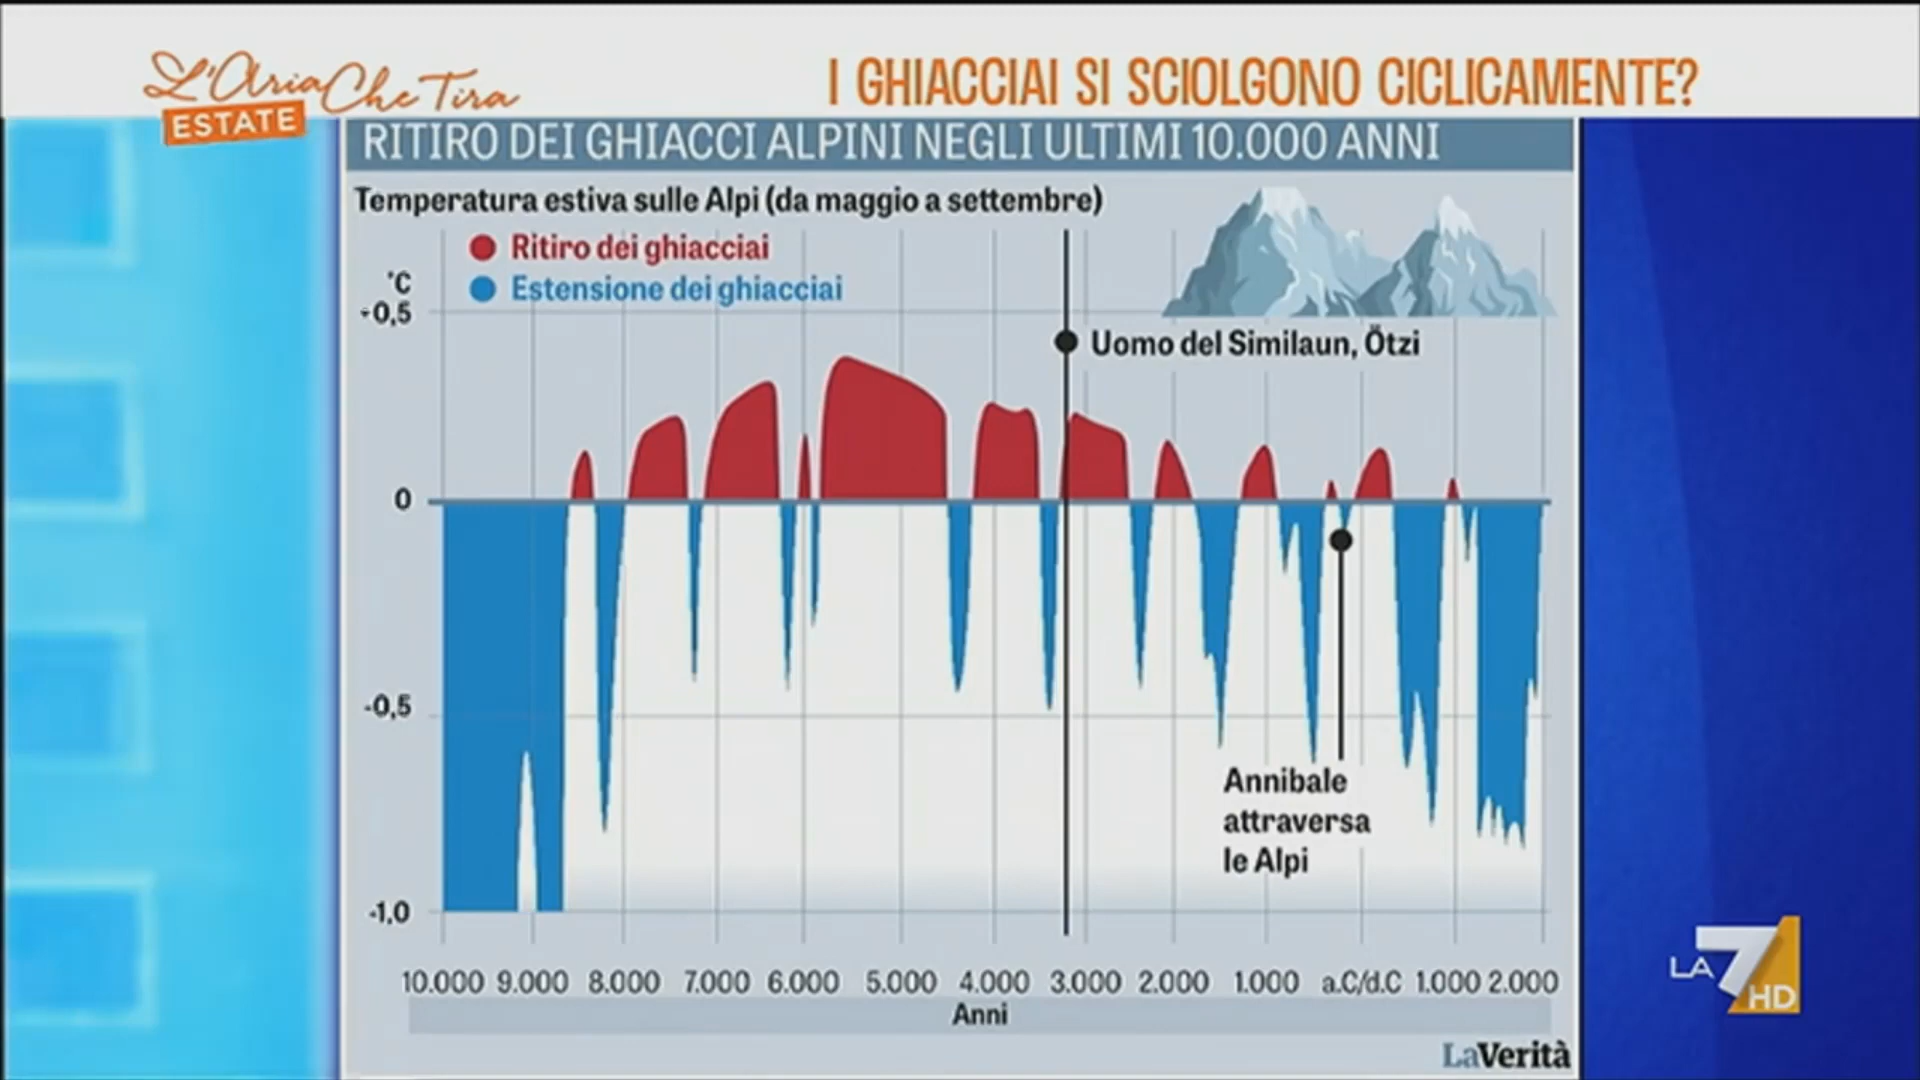 L'Aria Che Tira
ESTATE
I GHIACCIAI SI SCIOLGONO CICLICAMENTE?
RITIRO DEI GHIACCI ALPINI NEGLI ULTIMI 10.000 ANNI
Temperatura estiva sulle Alpi (da maggio a settembre)
Ritiro dei ghiacciai
Estensione dei ghiacciai
°C
+0,5
Uomo del Similaun, Ötzi
0
-0,5
Annibale
attraversa
le Alpi
-1,0
10.000 9.000 8.000 7.000 6.000 5.000 4.000 3.000 2.000 1.000 a.C/d.C 1.000 2.000
Anni
LaVerità
LA 7 HD